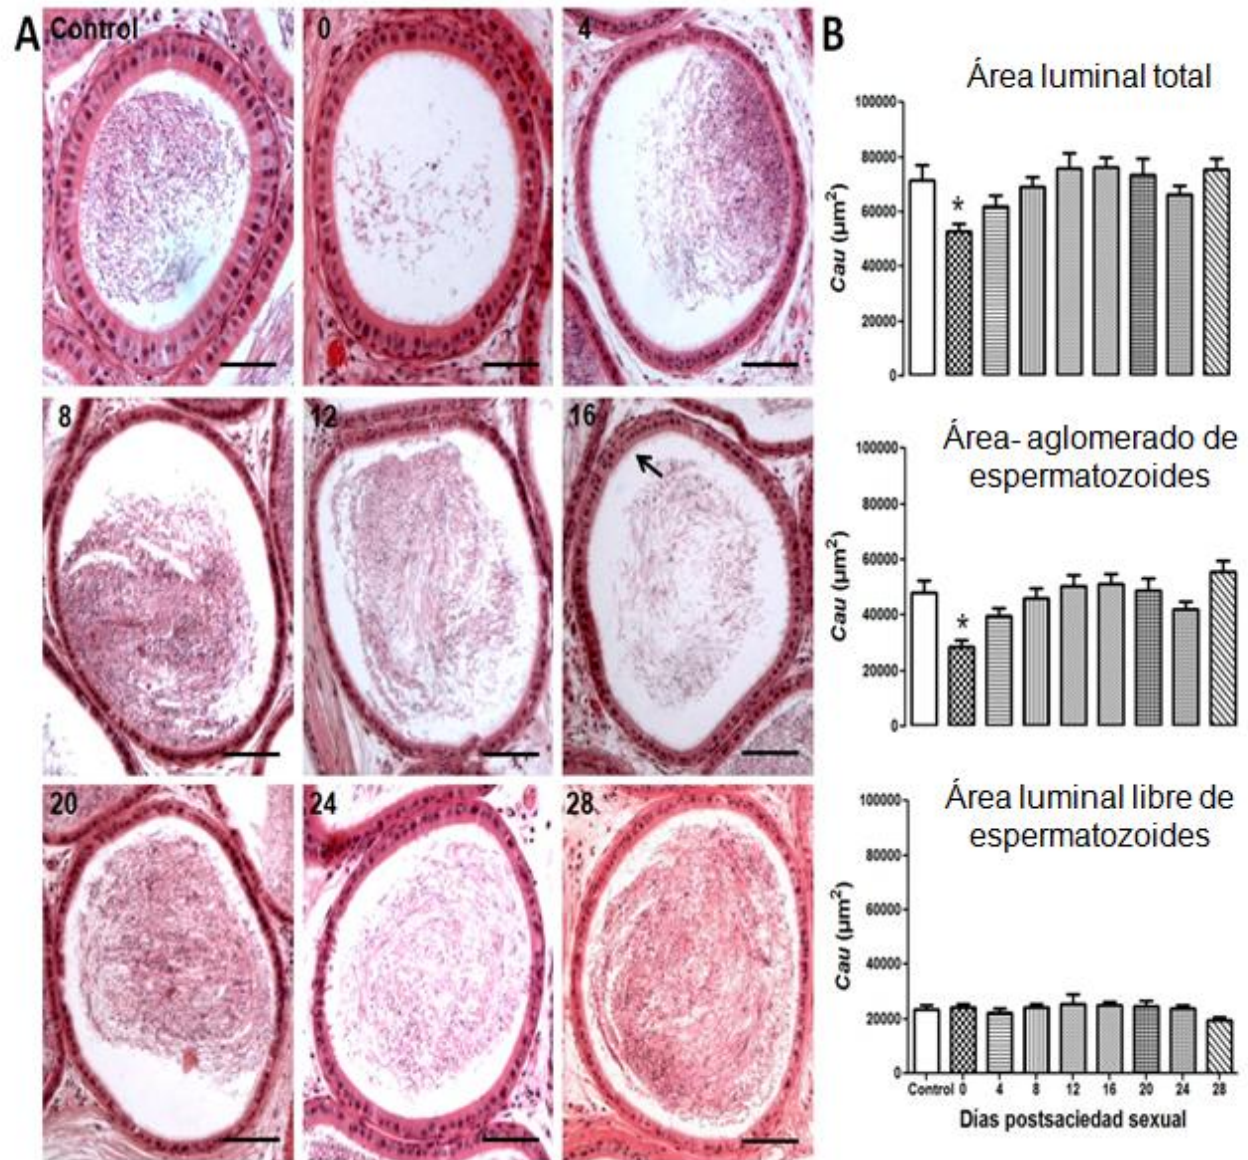 A
Control
0
4
8
12
16
20
24
28
B
Área luminal total
100000
80000
60000
40000
20000
0
Cau (µm²)
*
Área- aglomerado de
espermatozoides
100000
80000
60000
40000
20000
0
Cau (µm²)
*
Área luminal libre de
espermatozoides
100000
80000
60000
40000
20000
0
Cau (µm²)
Control 0 4 8 12 16 20 24 28
Días postsaciedad sexual